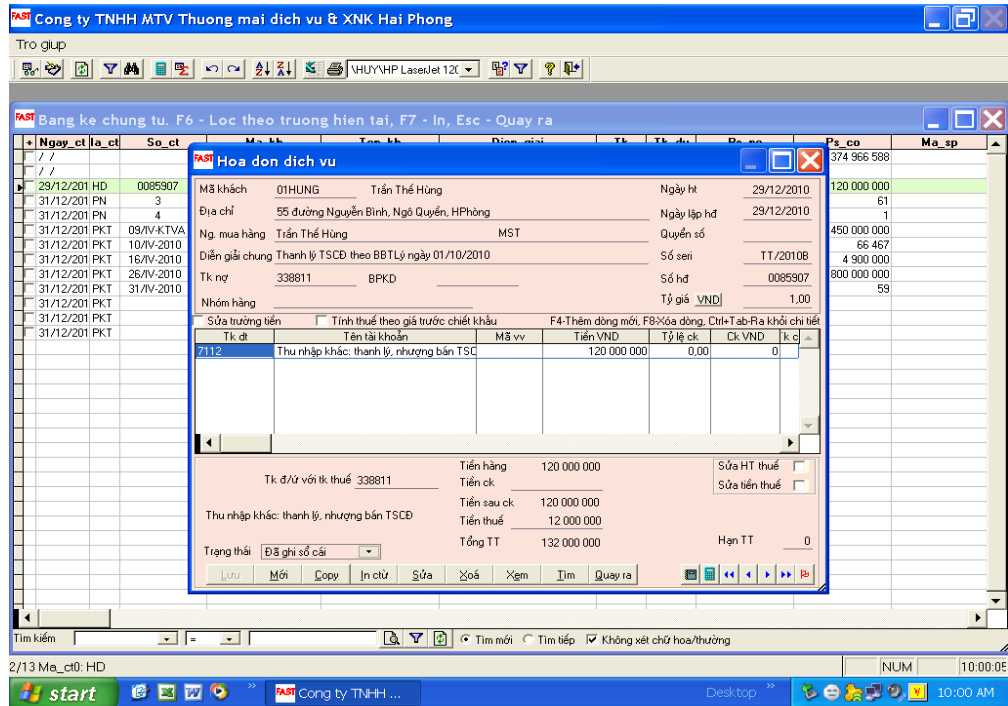 FAST Cong ty TNHH MTV Thuong mai dich vu & XNK Hai Phong
Tro giup
\\HUY\HP LaserJet 120
FAST Bang ke chung tu. F6 - Loc theo truong hien tai, F7 - In, Esc - Quay ra
+ Ngay_ct la_ct So_ct Ps_co Ma_sp
/ / 374 966 588
/ /
29/12/201 HD 0085907 120 000 000
31/12/201 PN 3 61
31/12/201 PN 4 1
31/12/201 PKT 09/IV-KTVA 450 000 000
31/12/201 PKT 10/IV-2010 66 467
31/12/201 PKT 16/IV-2010 4 900 000
31/12/201 PKT 26/IV-2010 800 000 000
31/12/201 PKT 31/IV-2010 59
31/12/201 PKT
31/12/201 PKT
31/12/201 PKT
FAST Hoa don dich vu
Mã khách 01HUNG Trần Thế Hùng Ngày ht 29/12/2010
Địa chỉ 55 đường Nguyễn Bình, Ngô Quyền, HPhòng Ngày lập hđ 29/12/2010
Ng. mua hàng Trần Thế Hùng MST Quyển số
Diễn giải chung Thanh lý TSCĐ theo BBTLý ngày 01/10/2010 Số seri TT/2010B
Tk nợ 338811 BPKD Số hđ 0085907
Nhóm hàng Tỷ giá VND 1,00
Sửa trường tiền Tính thuế theo giá trước chiết khấu F4-Thêm dòng mới, F8-Xóa dòng, Ctrl+Tab-Ra khỏi chi tiết
Tk dt Tên tài khoản Mã vv Tiền VND Tỷ lệ ck Ck VND k c
7112 Thu nhập khác: thanh lý, nhượng bán TSC 120 000 000 0,00 0
Tiền hàng 120 000 000 Sửa HT thuế
Tk đ/ứ với tk thuế 338811 Tiền ck Sửa tiền thuế
Tiền sau ck 120 000 000
Thu nhập khác: thanh lý, nhượng bán TSCĐ Tiền thuế 12 000 000
Tổng TT 132 000 000 Hạn TT 0
Trạng thái Đã ghi sổ cái
Lưu Mới Copy In ctừ Sửa Xoá Xem Tìm Quay ra
Tìm kiếm = Tìm mới Tìm tiếp Không xét chữ hoa/thường
2/13 Ma_ct0: HD NUM 10:00:05
start FAST Cong ty TNHH ... Desktop 10:00 AM